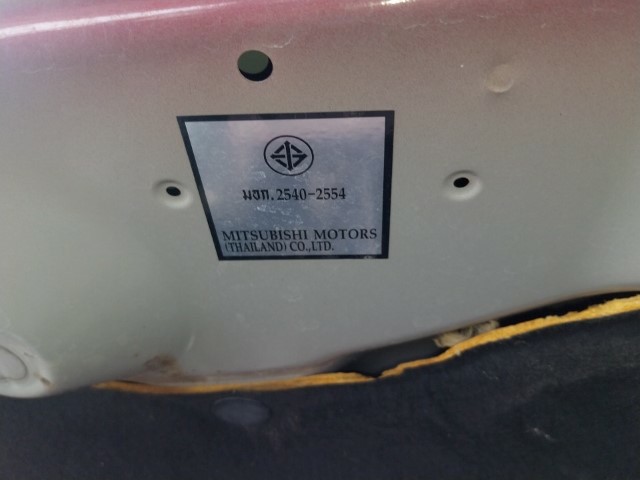 มอก.2540-2554
MITSUBISHI MOTORS
(THAILAND) CO.,LTD.